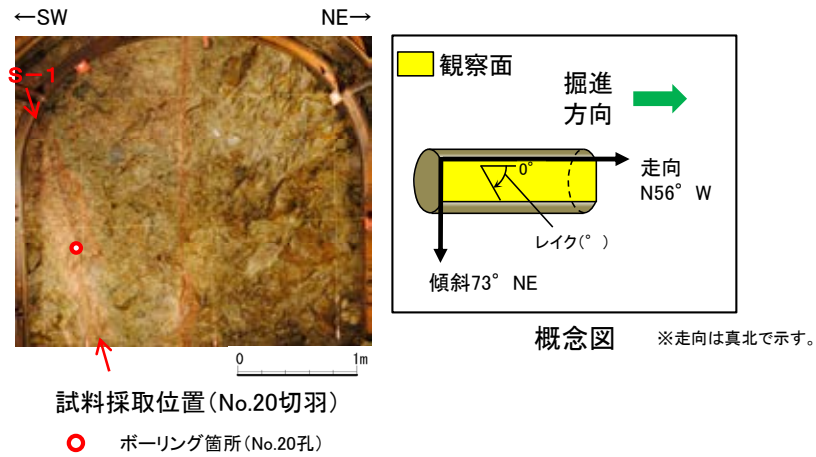 ←SW NE→
S-1
0 1m
試料採取位置(No.20切羽)
ボーリング箇所(No.20孔)
観察面
掘進
方向
0°
走向
N56° W
レイク(°)
傾斜73° NE
概念図 ※走向は真北で示す。